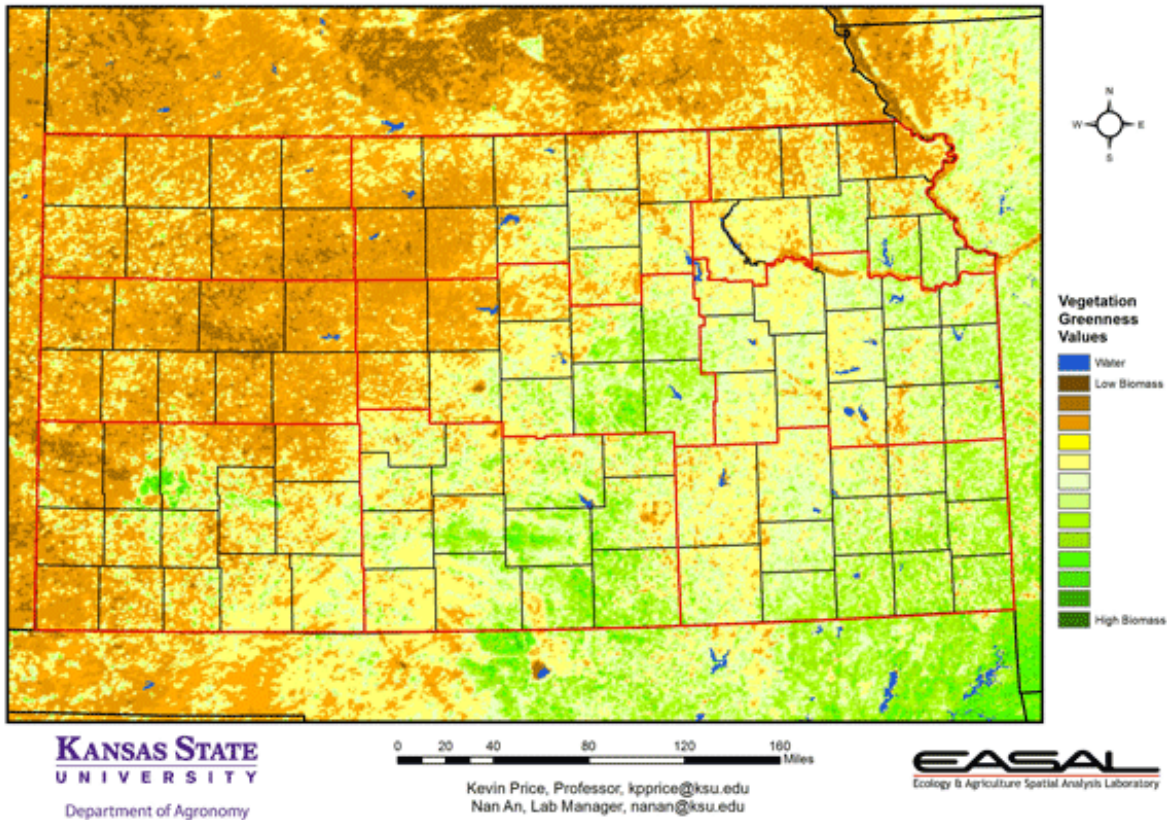 N
W E
S
Vegetation
Greenness
Values
Water
Low Biomass
High Biomass
KANSAS STATE
UNIVERSITY
Department of Agronomy
0 20 40 80 120 160
Miles
Kevin Price, Professor, kpprice@ksu.edu
Nan An, Lab Manager, nanan@ksu.edu
EASAL
Ecology & Agriculture Spatial Analysis Laboratory